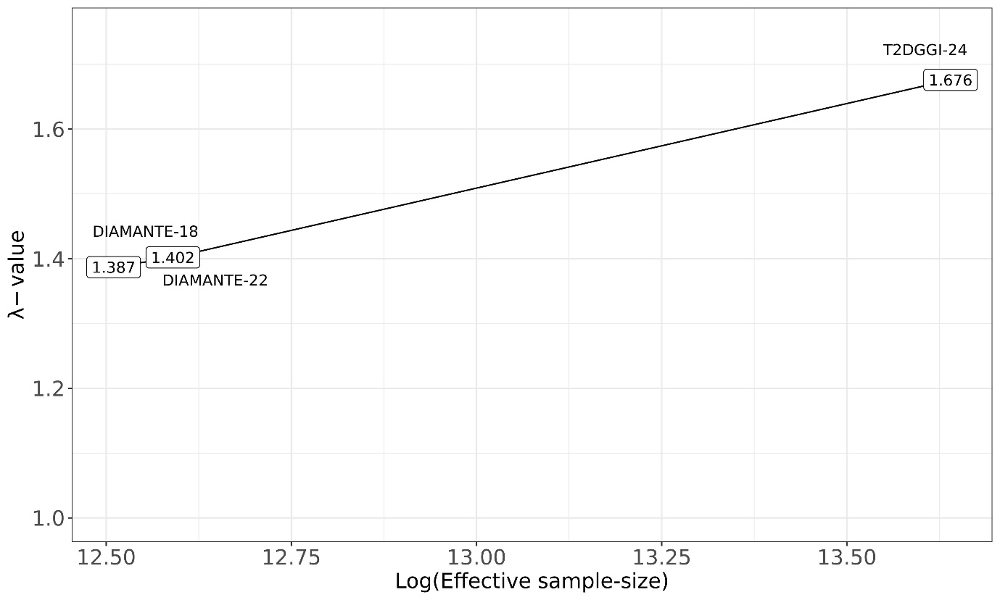 T2DGGI-24
1.676
1.6
DIAMANTE-18
1.402
1.4
1.387
DIAMANTE-22
λ−value
1.2
1.0
12.50 12.75 13.00 13.25 13.50
Log(Effective sample-size)